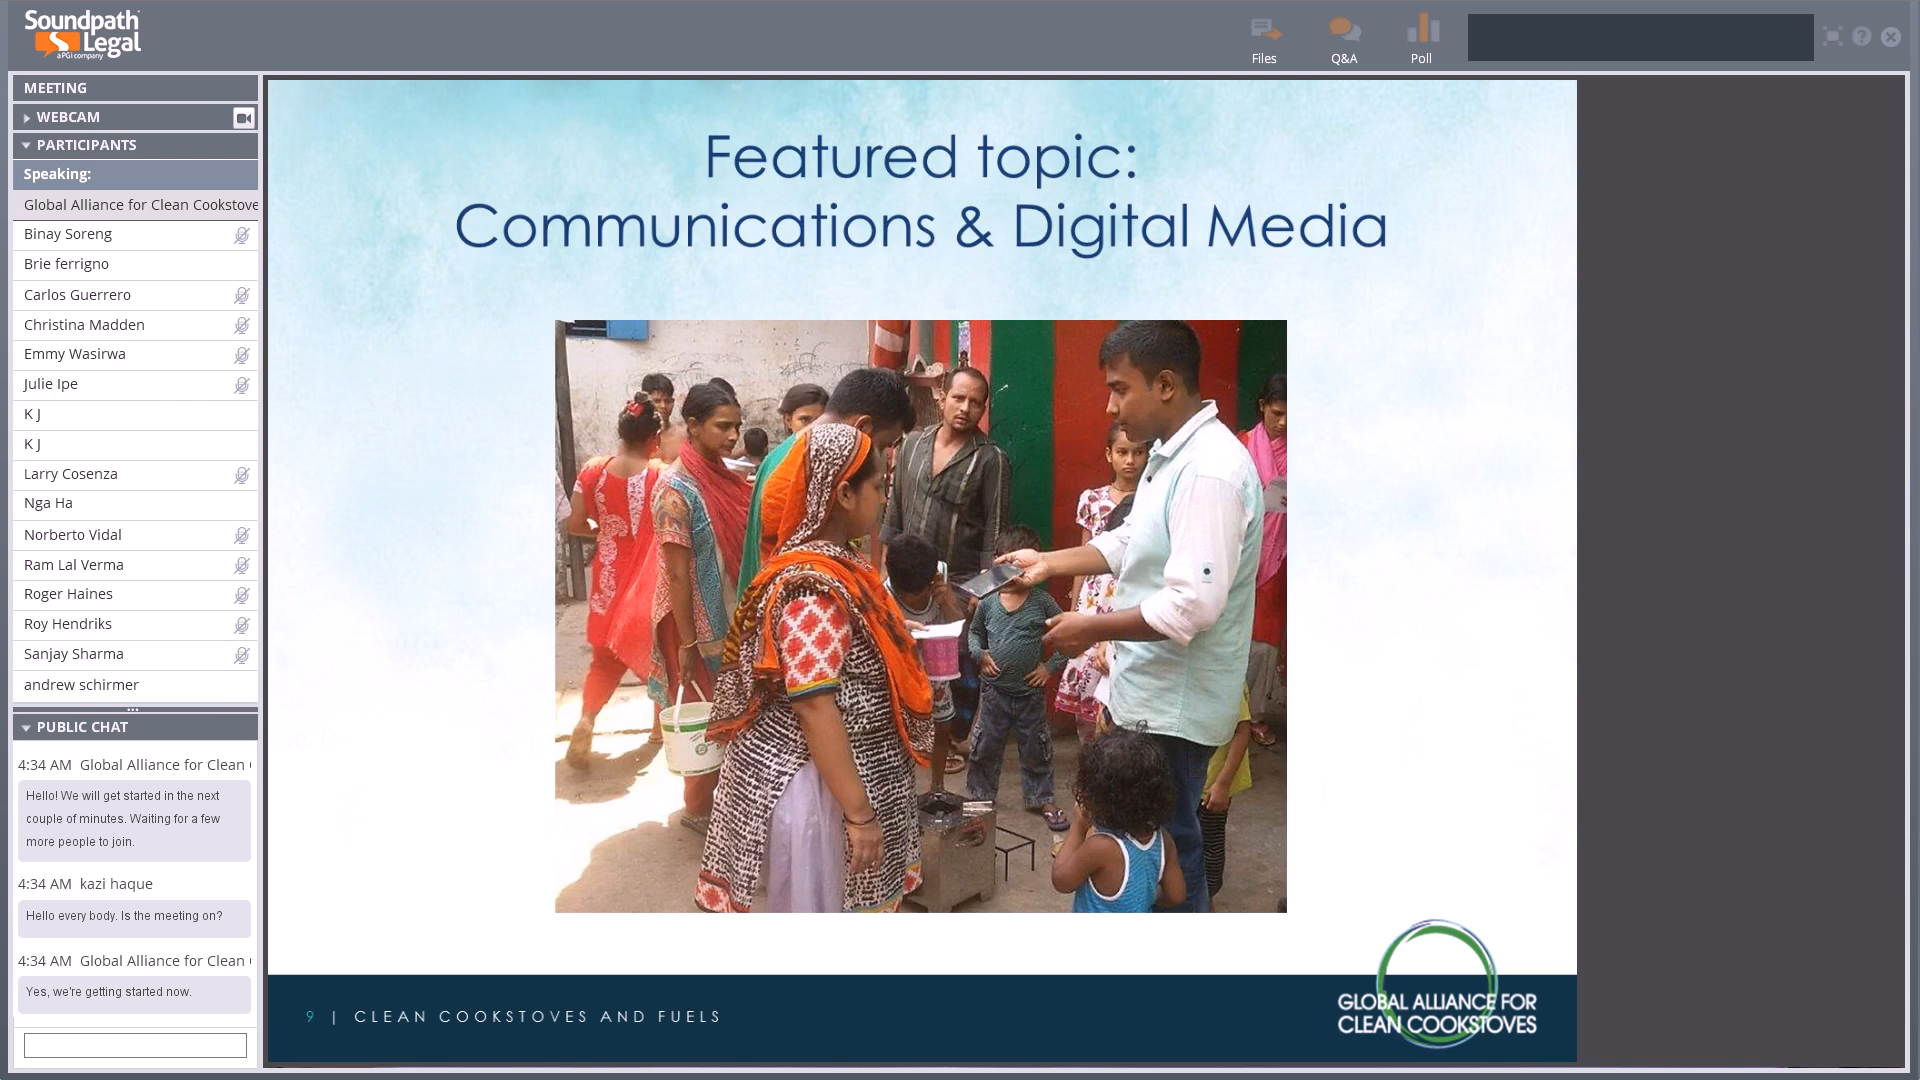 Soundpath
Legal
a PGi company
Files
Q&A
Poll
MEETING
WEBCAM
PARTICIPANTS
Speaking:
Global Alliance for Clean Cookstove
Binay Soreng
Brie ferrigno
Carlos Guerrero
Christina Madden
Emmy Wasirwa
Julie Ipe
K J
K J
Larry Cosenza
Nga Ha
Norberto Vidal
Ram Lal Verma
Roger Haines
Roy Hendriks
Sanjay Sharma
andrew schirmer
PUBLIC CHAT
4:34 AM Global Alliance for Clean
Hello! We will get started in the next
couple of minutes. Waiting for a few
more people to join.
4:34 AM kazi haque
Hello every body. Is the meeting on?
4:34 AM Global Alliance for Clean
Yes, we're getting started now.
Featured topic:
Communications & Digital Media
9 | CLEAN COOKSTOVES AND FUELS
GLOBAL ALLIANCE FOR
CLEAN COOKSTOVES